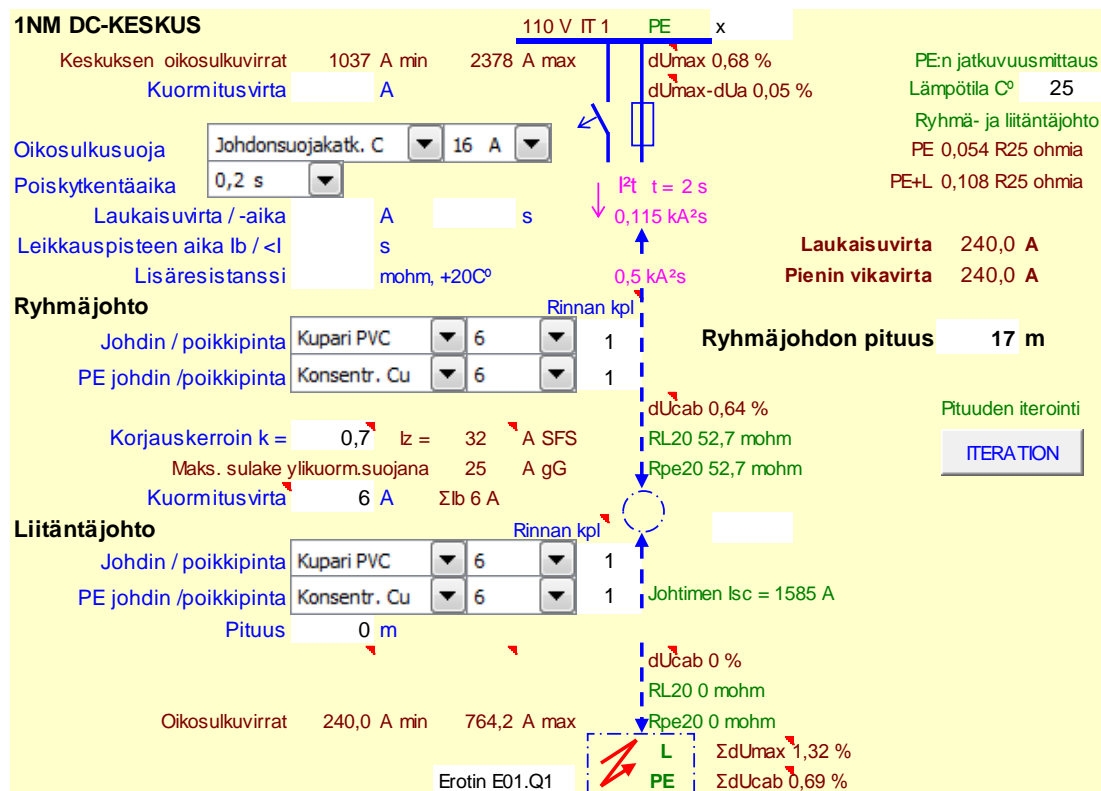 1NM DC-KESKUS 110 V IT 1 PE x
Keskuksen oikosulkuvirrat 1037 A min 2378 A max dUmax 0,68 % PE:n jatkuvuusmittaus
Kuormitusvirta A dUmax-dUa 0,05 % Lämpötila Cº 25
Ryhmä- ja liitäntäjohto
Oikosulkusuoja Johdonsuojakatk. C 16 A PE 0,054 R25 ohmia
Poiskytkentäaika 0,2 s I²t t = 2 s PE+L 0,108 R25 ohmia
Laukaisuvirta / -aika A s 0,115 kA²s
Leikkauspisteen aika Ib / <I s Laukaisuvirta 240,0 A
Lisäresistanssi mohm, +20Cº 0,5 kA²s Pienin vikavirta 240,0 A
Ryhmäjohto Rinnan kpl
Johdin / poikkipinta Kupari PVC 6 1 Ryhmäjohdon pituus 17 m
PE johdin /poikkipinta Konsentr. Cu 6 1
dUcab 0,64 % Pituuden iterointi
Korjauskerroin k = 0,7 Iz = 32 A SFS RL20 52,7 mohm
Maks. sulake ylikuorm.suojana 25 A gG Rpe20 52,7 mohm ITERATION
Kuormitusvirta 6 A ΣIb 6 A
Liitäntäjohto Rinnan kpl
Johdin / poikkipinta Kupari PVC 6 1
PE johdin /poikkipinta Konsentr. Cu 6 1 Johtimen Isc = 1585 A
Pituus 0 m
dUcab 0 %
RL20 0 mohm
Oikosulkuvirrat 240,0 A min 764,2 A max Rpe20 0 mohm
L ΣdUmax 1,32 %
Erotin E01.Q1 PE ΣdUcab 0,69 %